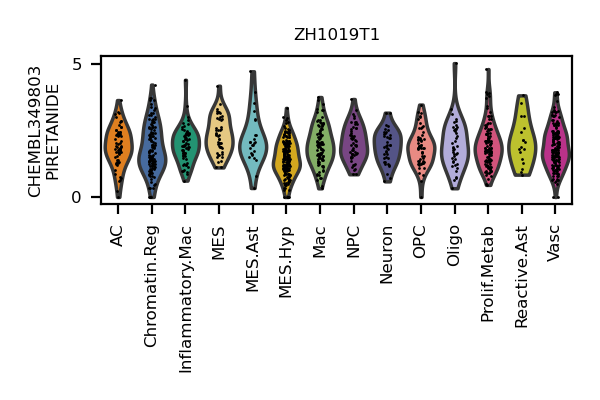 ZH1019T1
CHEMBL349803
PIRETANIDE
5
0
AC
Chromatin.Reg
Inflammatory.Mac
MES
MES.Ast
MES.Hyp
Mac
NPC
Neuron
OPC
Oligo
Prolif.Metab
Reactive.Ast
Vasc